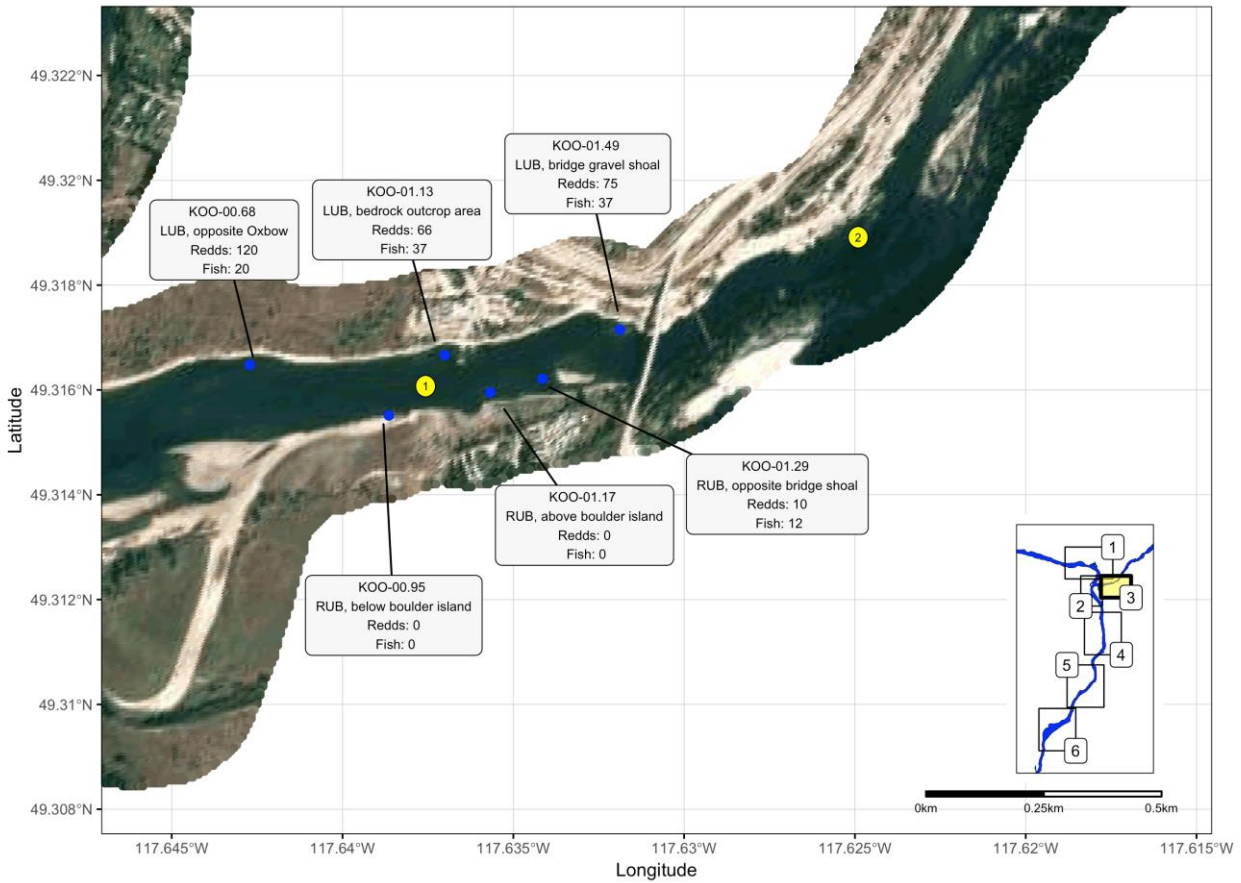 49.322°N
49.32°N
49.318°N
49.316°N
49.314°N
49.312°N
49.31°N
49.308°N
Latitude
KOO-01.49
LUB, bridge gravel shoal
Redds: 75
Fish: 37
KOO-01.13
LUB, bedrock outcrop area
Redds: 66
Fish: 37
KOO-00.68
LUB, opposite Oxbow
Redds: 120
Fish: 20
2
1
KOO-01.29
RUB, opposite bridge shoal
Redds: 10
Fish: 12
KOO-01.17
RUB, above boulder island
Redds: 0
Fish: 0
KOO-00.95
RUB, below boulder island
Redds: 0
Fish: 0
1
2
3
4
5
6
0km
0.25km
0.5km
117.645°W
117.64°W
117.635°W
117.63°W
117.625°W
117.62°W
117.615°W
Longitude